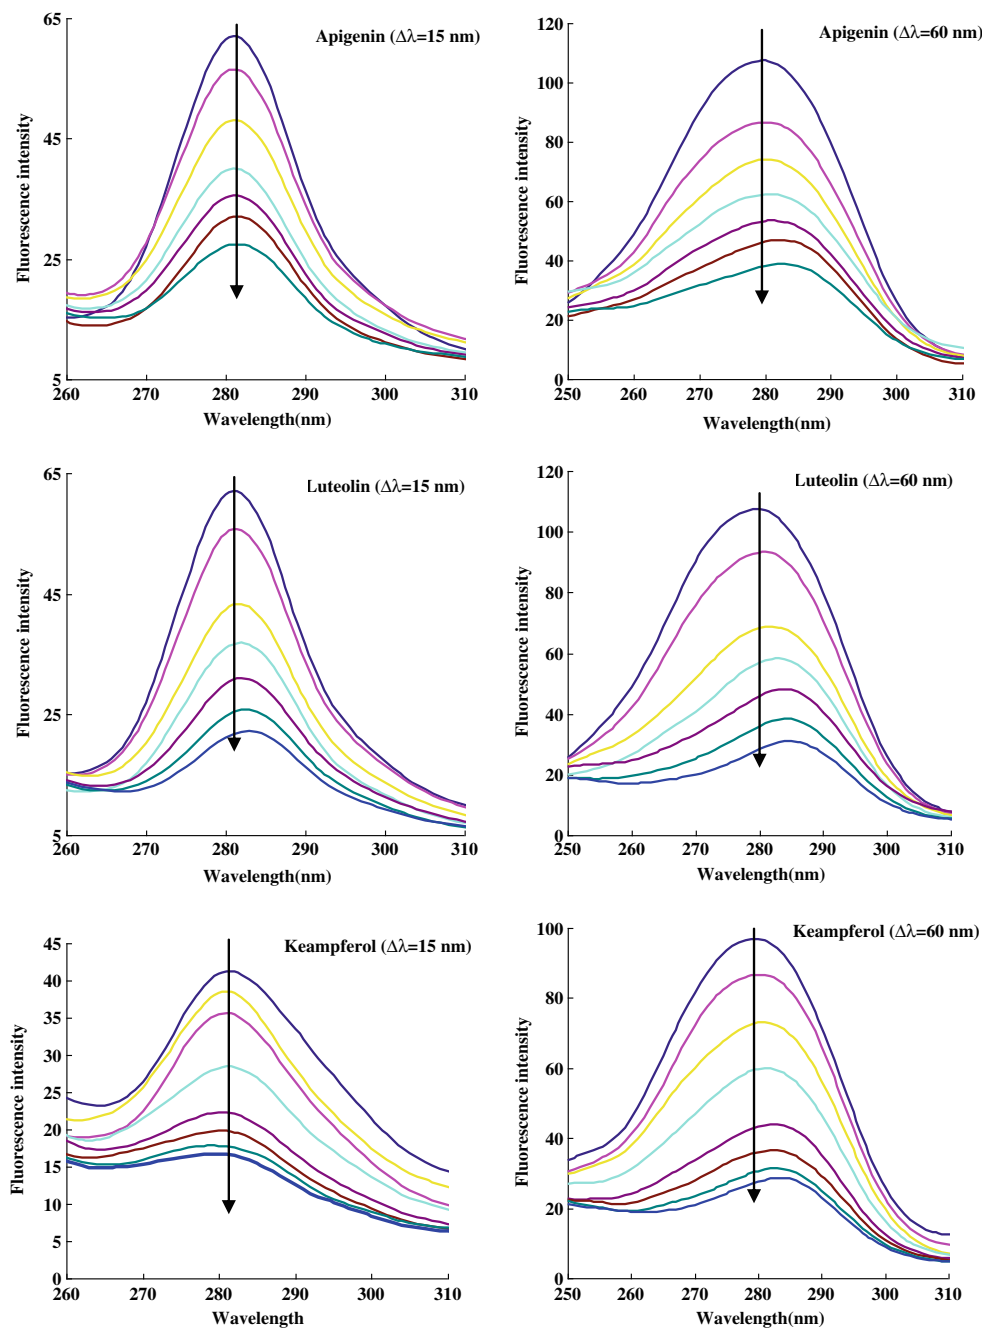 Apigenin (Δλ=15 nm)
Fluorescence intensity
65
45
25
5
260 270 280 290 300 310
Wavelength(nm)
Apigenin (Δλ=60 nm)
Fluorescence intensity
120
100
80
60
40
20
0
250 260 270 280 290 300 310
Wavelength(nm)
Luteolin (Δλ=15 nm)
Fluorescence intensity
65
45
25
5
260 270 280 290 300 310
Wavelength(nm)
Luteolin (Δλ=60 nm)
Fluorescence intensity
120
100
80
60
40
20
0
250 260 270 280 290 300 310
Wavelength(nm)
Keampferol (Δλ=15 nm)
Fluorescence intensity
45
40
35
30
25
20
15
10
5
0
260 270 280 290 300 310
Wavelength
Keampferol (Δλ=60 nm)
Fluorescence intensity
100
80
60
40
20
0
250 260 270 280 290 300 310
Wavelength(nm)